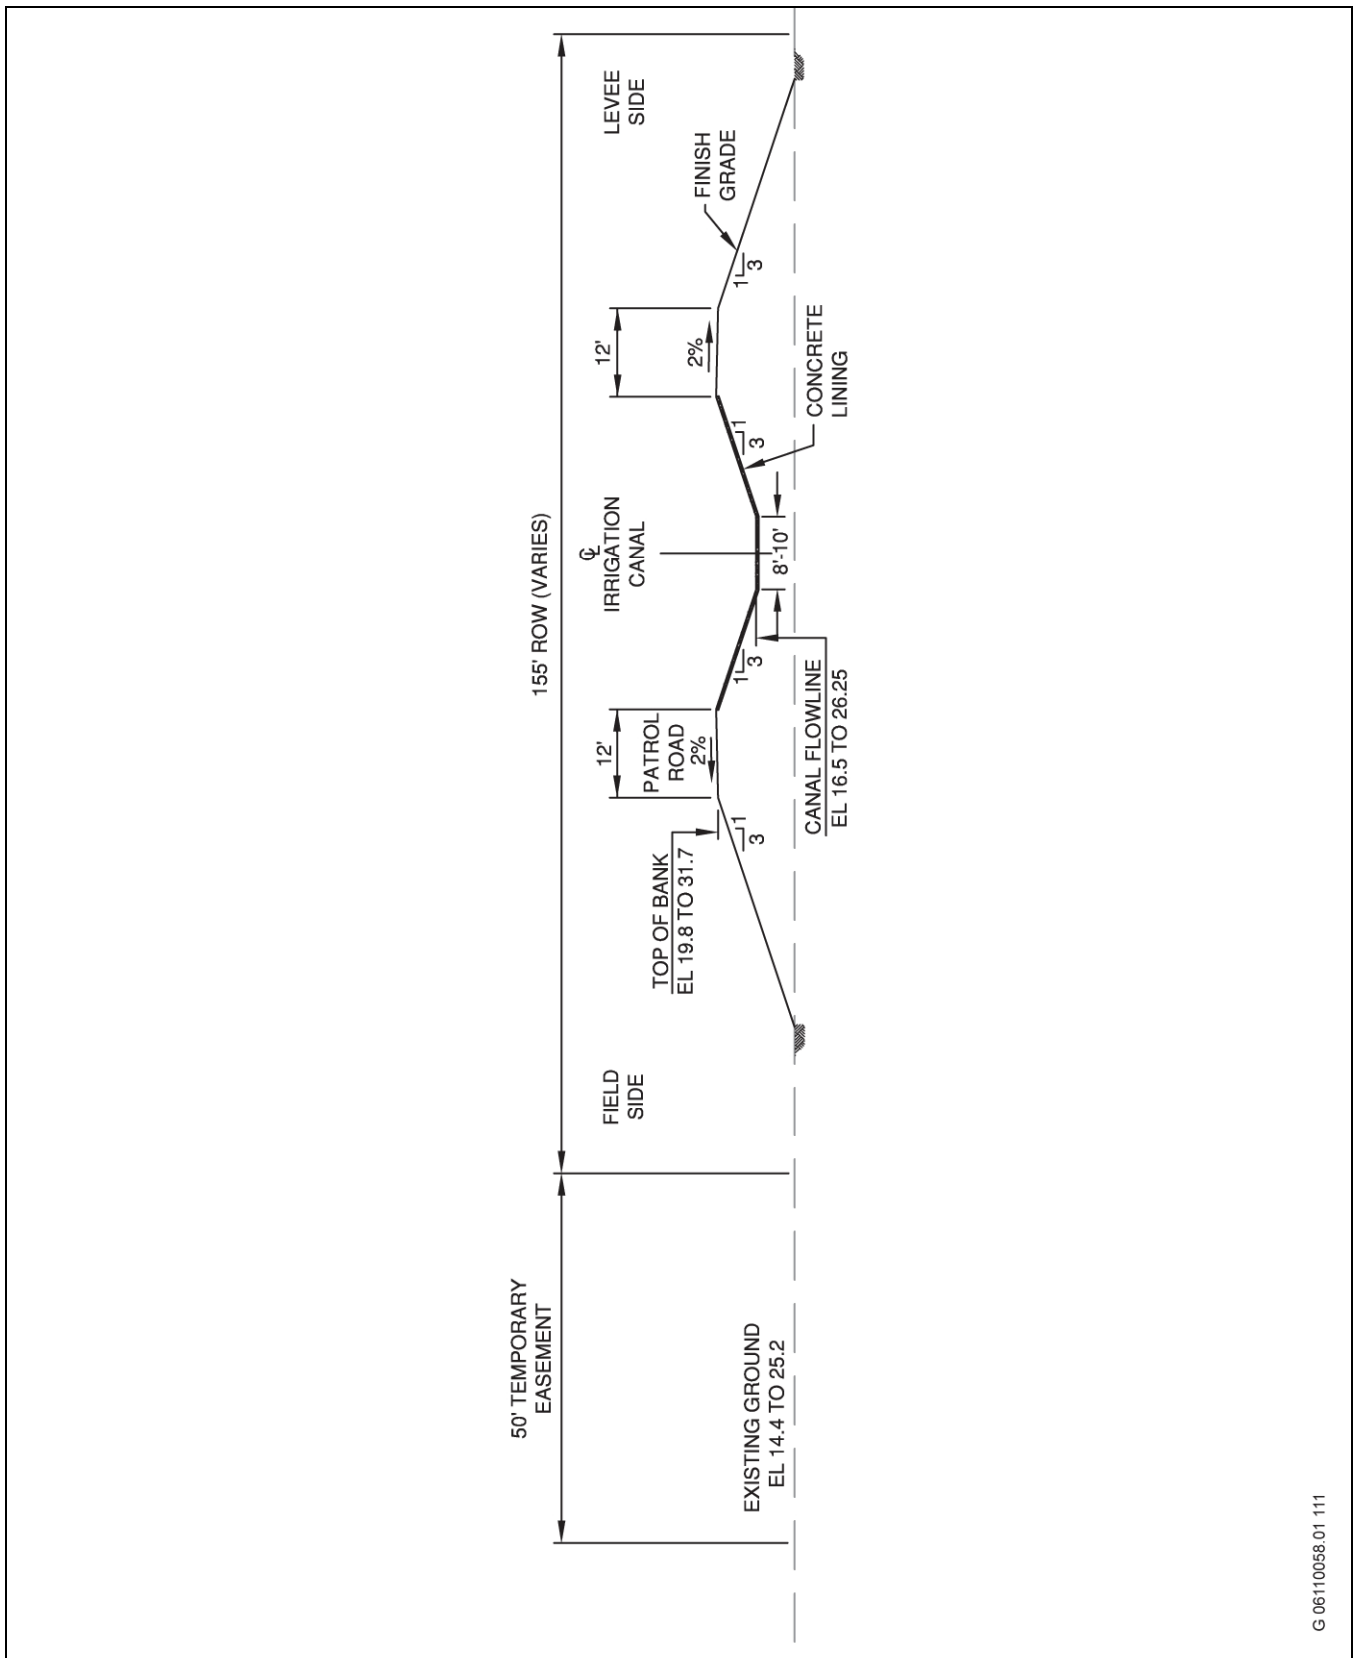 155' ROW (VARIES)
50' TEMPORARY
EASEMENT
FIELD
SIDE
℄
IRRIGATION
CANAL
LEVEE
SIDE
12'
PATROL
ROAD
2%
12'
2%
TOP OF BANK
EL 19.8 TO 31.7
1
3
1
3
1
3
1
3
FINISH
GRADE
8'-10'
CANAL FLOWLINE
EL 16.5 TO 26.25
CONCRETE
LINING
EXISTING GROUND
EL 14.4 TO 25.2
G 06110058.01 111